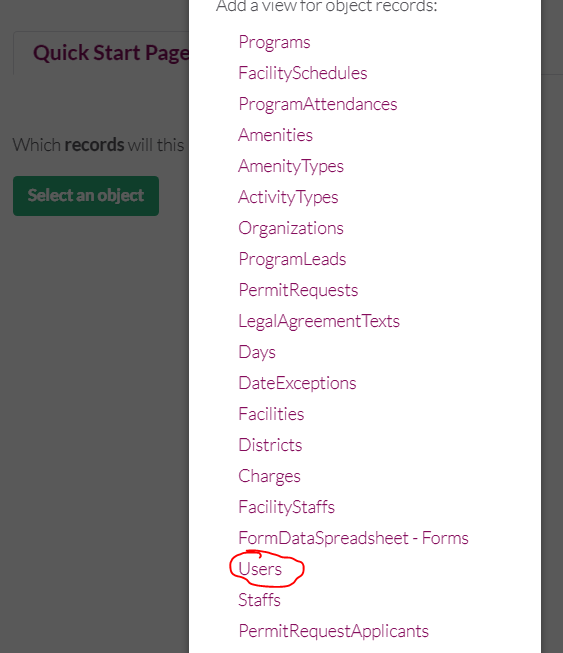 Add a view for object records:
Quick Start Page
Programs
FacilitySchedules
ProgramAttendances
Which records will this
Amenities
AmenityTypes
Select an object
ActivityTypes
Organizations
ProgramLeads
PermitRequests
LegalAgreementTexts
Days
DateExceptions
Facilities
Districts
Charges
FacilityStaffs
FormDataSpreadsheet - Forms
Users
Staffs
PermitRequestApplicants